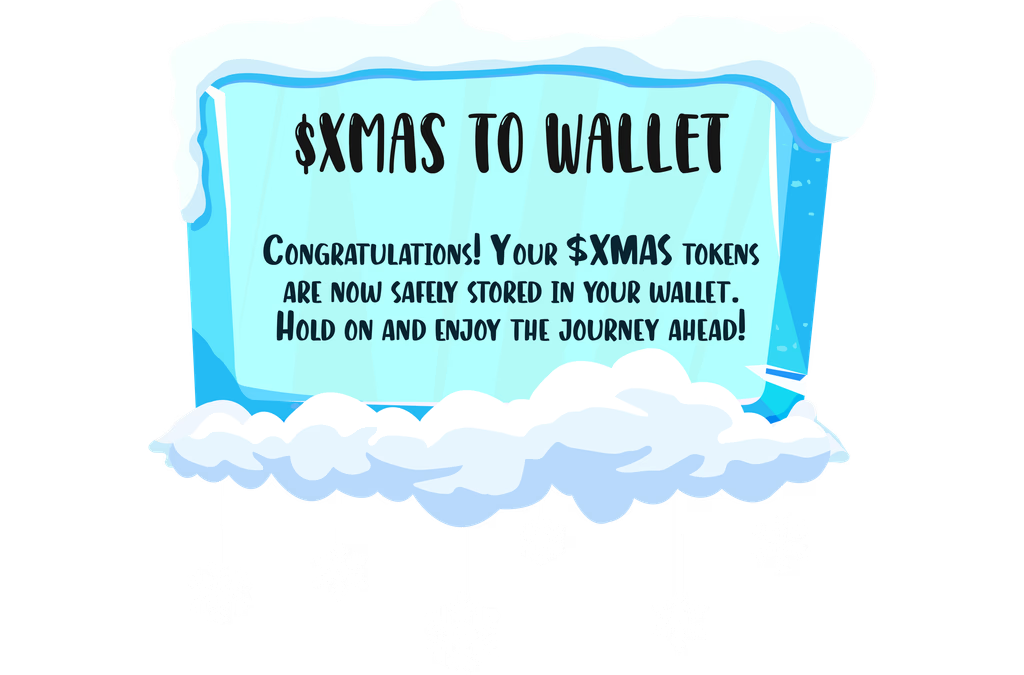 $XMAS TO WALLET
Congratulations! Your $XMAS tokens
are now safely stored in your wallet.
Hold on and enjoy the journey ahead!